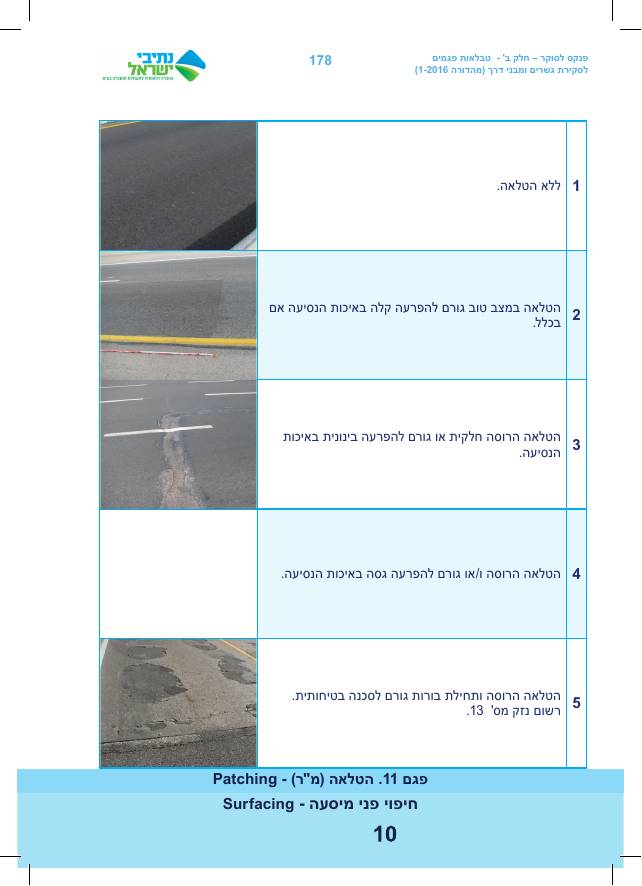 פנקס לסוקר – חלק ב' - טבלאות פגמים
לסקירת גשרים ומבני דרך (מהדורה 1-2016)
178
נתיבי
ישראל
1
ללא הטלאה.
2
הטלאה במצב טוב גורם להפרעה קלה באיכות הנסיעה אם
בכלל.
3
הטלאה הרוסה חלקית או גורם להפרעה בינונית באיכות
הנסיעה.
4
הטלאה הרוסה ו/או גורם להפרעה גסה באיכות הנסיעה.
5
הטלאה הרוסה ותחילת בורות גורם לסכנה בטיחותית.
רשום נזק מס' 13.
פגם 11. הטלאה (מ"ר) - Patching
חיפוי פני מיסעה - Surfacing
10